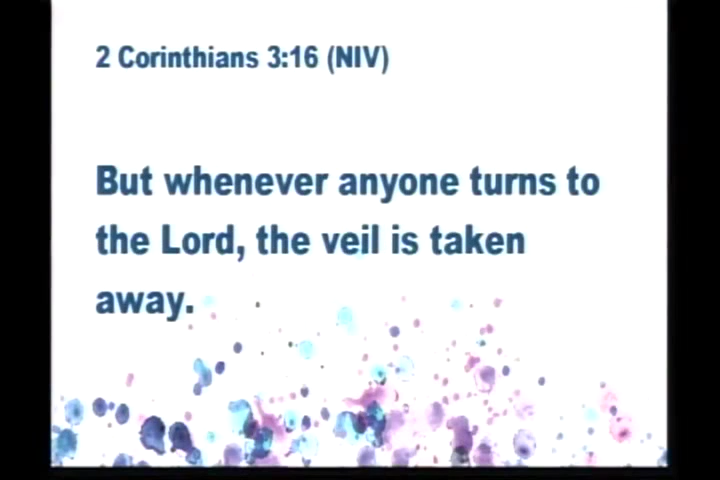 2 Corinthians 3:16 (NIV)
But whenever anyone turns to
the Lord, the veil is taken
away.